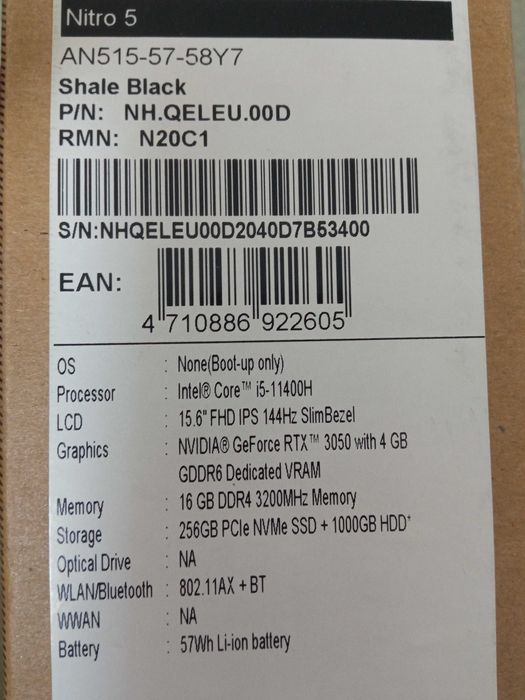 Nitro 5
AN515-57-58Y7
Shale Black
P/N: NH.QELEU.00D
RMN: N20C1
S/N:NHQELEU00D2040D7B53400
EAN:
4 710886 922605
OS : None(Boot-up only)
Processor : Intel® Core™ i5-11400H
LCD : 15.6" FHD IPS 144Hz SlimBezel
Graphics : NVIDIA® GeForce RTX™ 3050 with 4 GB
GDDR6 Dedicated VRAM
Memory : 16 GB DDR4 3200MHz Memory
Storage : 256GB PCIe NVMe SSD + 1000GB HDD⁺
Optical Drive : NA
WLAN/Bluetooth : 802.11AX + BT
WWAN : NA
Battery : 57Wh Li-ion battery